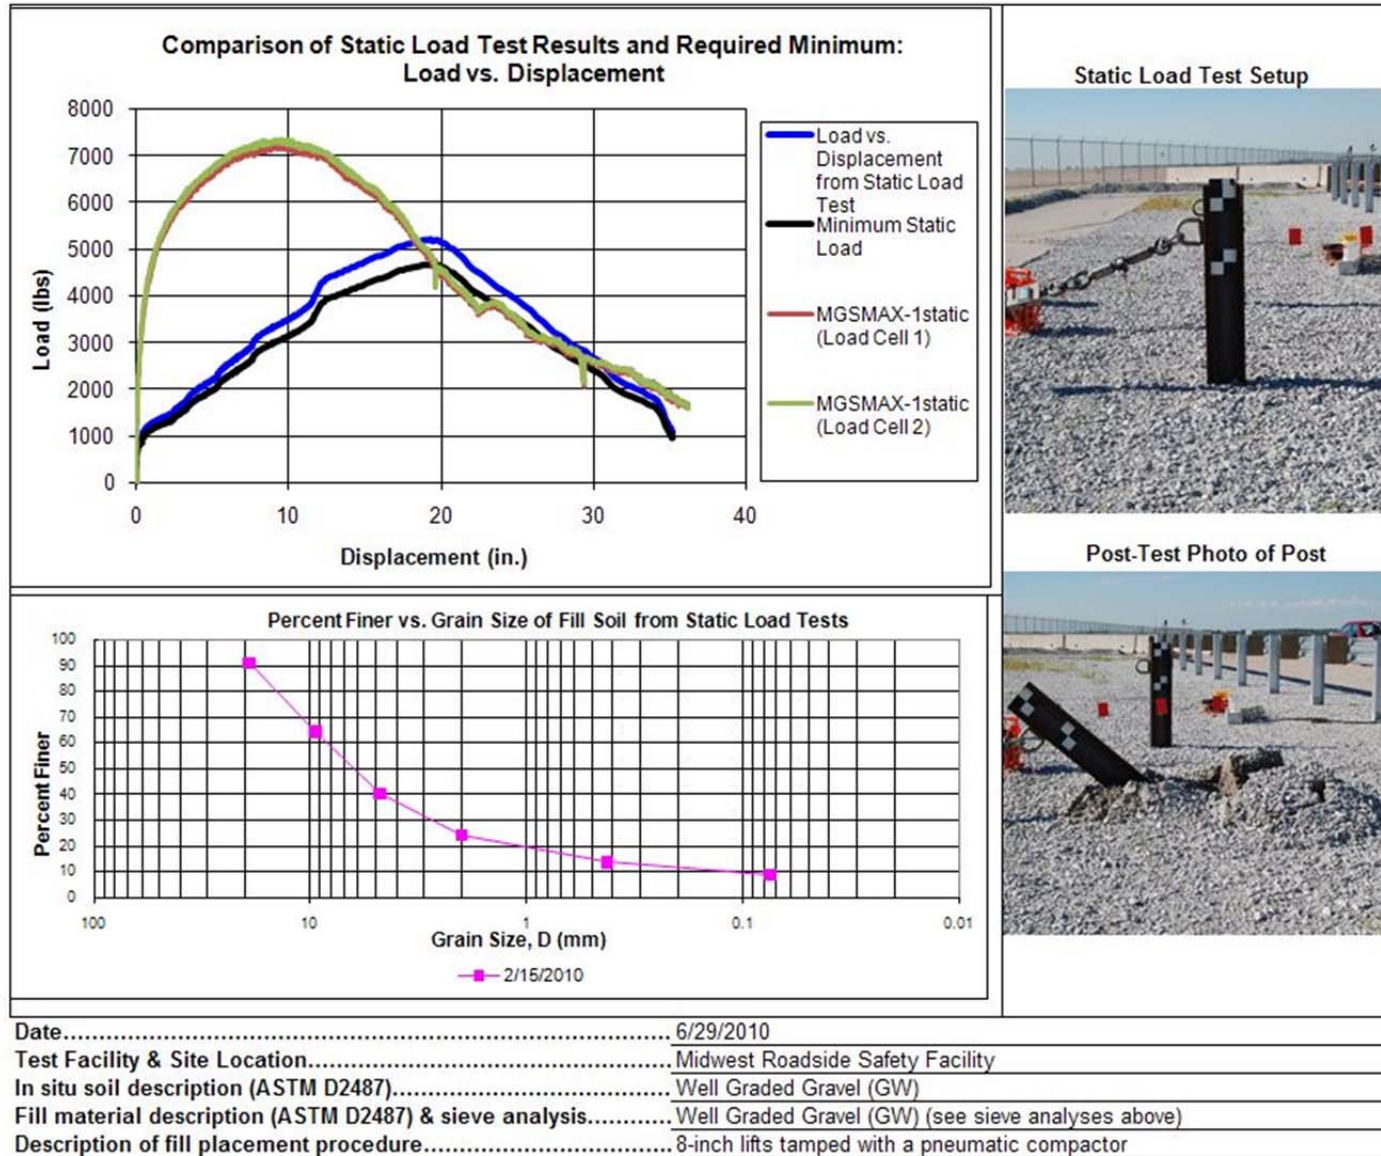 Comparison of Static Load Test Results and Required Minimum:
Load vs. Displacement
8000
7000
6000
5000
4000
3000
2000
1000
0
0 10 20 30 40
Load (lbs)
Displacement (in.)
Load vs.
Displacement
from Static Load
Test
Minimum Static
Load
MGSMAX-1static
(Load Cell 1)
MGSMAX-1static
(Load Cell 2)
Static Load Test Setup
Post-Test Photo of Post
Percent Finer vs. Grain Size of Fill Soil from Static Load Tests
100
90
80
70
60
50
40
30
20
10
0
100 10 1 0.1 0.01
Percent Finer
Grain Size, D (mm)
2/15/2010
Date 6/29/2010
Test Facility & Site Location Midwest Roadside Safety Facility
In situ soil description (ASTM D2487) Well Graded Gravel (GW)
Fill material description (ASTM D2487) & sieve analysis Well Graded Gravel (GW) (see sieve analyses above)
Description of fill placement procedure 8-inch lifts tamped with a pneumatic compactor